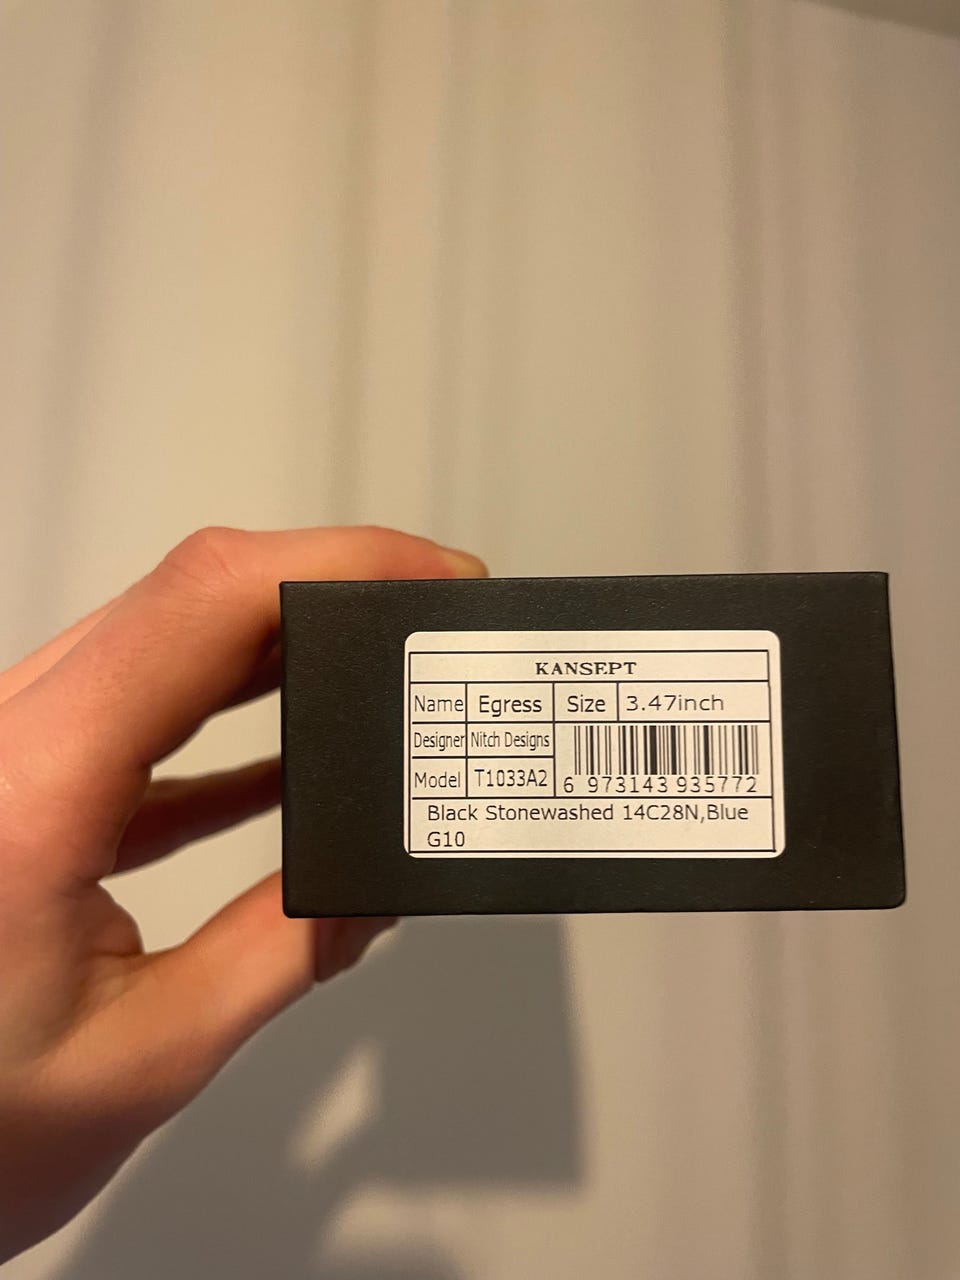 KANSEPT
Name Egress Size 3.47inch
Designer Nitch Designs
Model T1033A2 6 973143 935772
Black Stonewashed 14C28N,Blue
G10